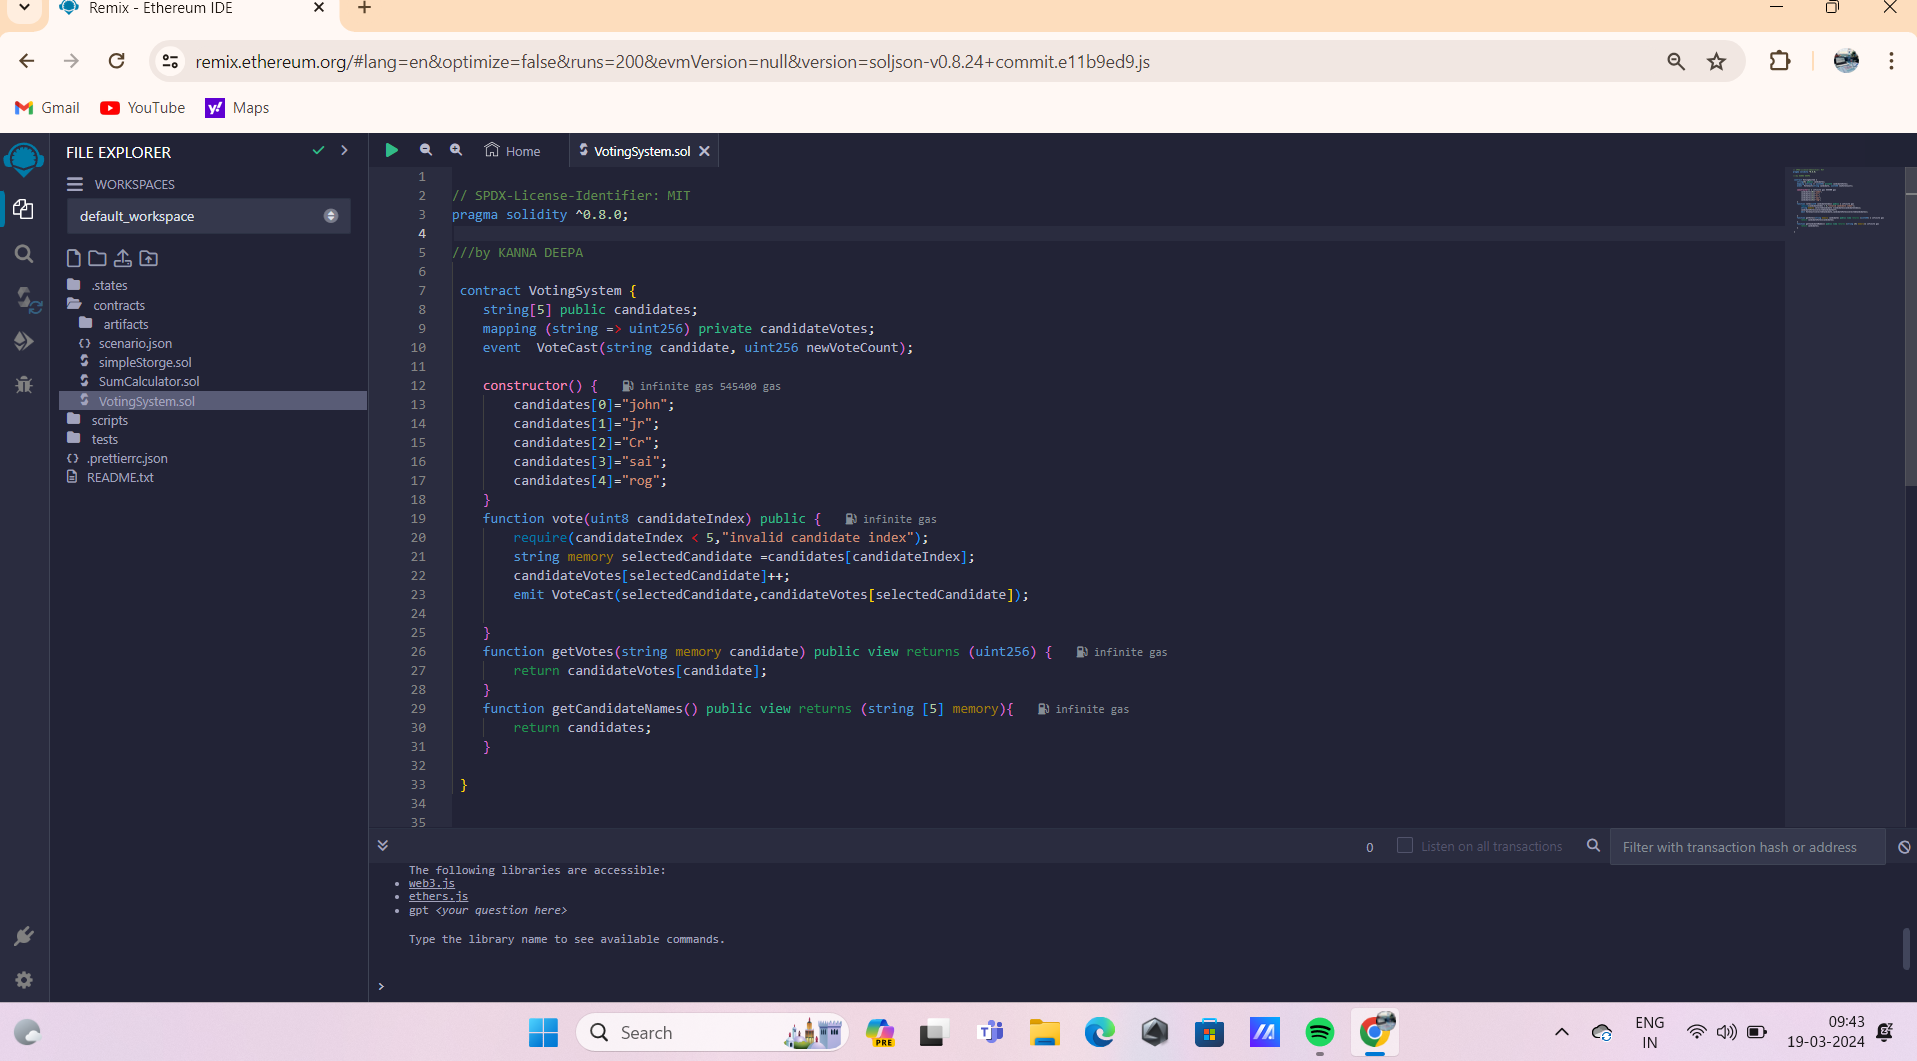 Remix - Ethereum IDE
remix.ethereum.org/#lang=en&optimize=false&runs=200&evmVersion=null&version=soljson-v0.8.24+commit.e11b9ed9.js
Gmail YouTube y! Maps
FILE EXPLORER
WORKSPACES
default_workspace
.states
contracts
artifacts
scenario.json
simpleStorge.sol
SumCalculator.sol
VotingSystem.sol
scripts
tests
.prettierrc.json
README.txt
Home VotingSystem.sol
1
2 // SPDX-License-Identifier: MIT
3 pragma solidity ^0.8.0;
4
5 ///by KANNA DEEPA
6
7 contract VotingSystem {
8 string[5] public candidates;
9 mapping (string => uint256) private candidateVotes;
10 event  VoteCast(string candidate, uint256 newVoteCount);
11
12 constructor() { infinite gas 545400 gas
13 candidates[0]="john";
14 candidates[1]="jr";
15 candidates[2]="Cr";
16 candidates[3]="sai";
17 candidates[4]="rog";
18 }
19 function vote(uint8 candidateIndex) public { infinite gas
20 require(candidateIndex < 5,"invalid candidate index");
21 string memory selectedCandidate =candidates[candidateIndex];
22 candidateVotes[selectedCandidate]++;
23 emit VoteCast(selectedCandidate,candidateVotes[selectedCandidate]);
24
25 }
26 function getVotes(string memory candidate) public view returns (uint256) { infinite gas
27 return candidateVotes[candidate];
28 }
29 function getCandidateNames() public view returns (string [5] memory){ infinite gas
30 return candidates;
31 }
32
33 }
34
35
0 Listen on all transactions Filter with transaction hash or address
The following libraries are accessible:
• web3.js
• ethers.js
• gpt <your question here>
Type the library name to see available commands.
>
Search PRE ENG IN 09:43 19-03-2024